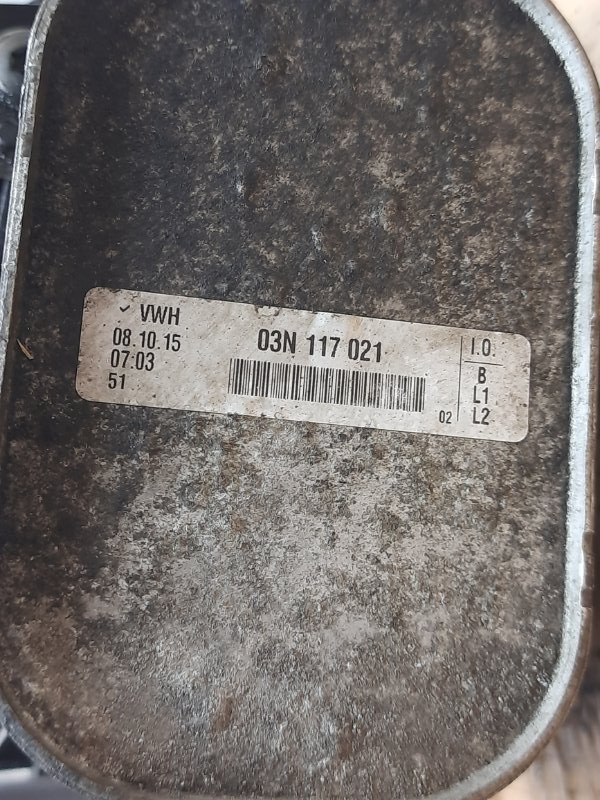 ✓ VWH
08.10.15
07:03
51
03N 117 021
02
I.O.
B
L1
L2